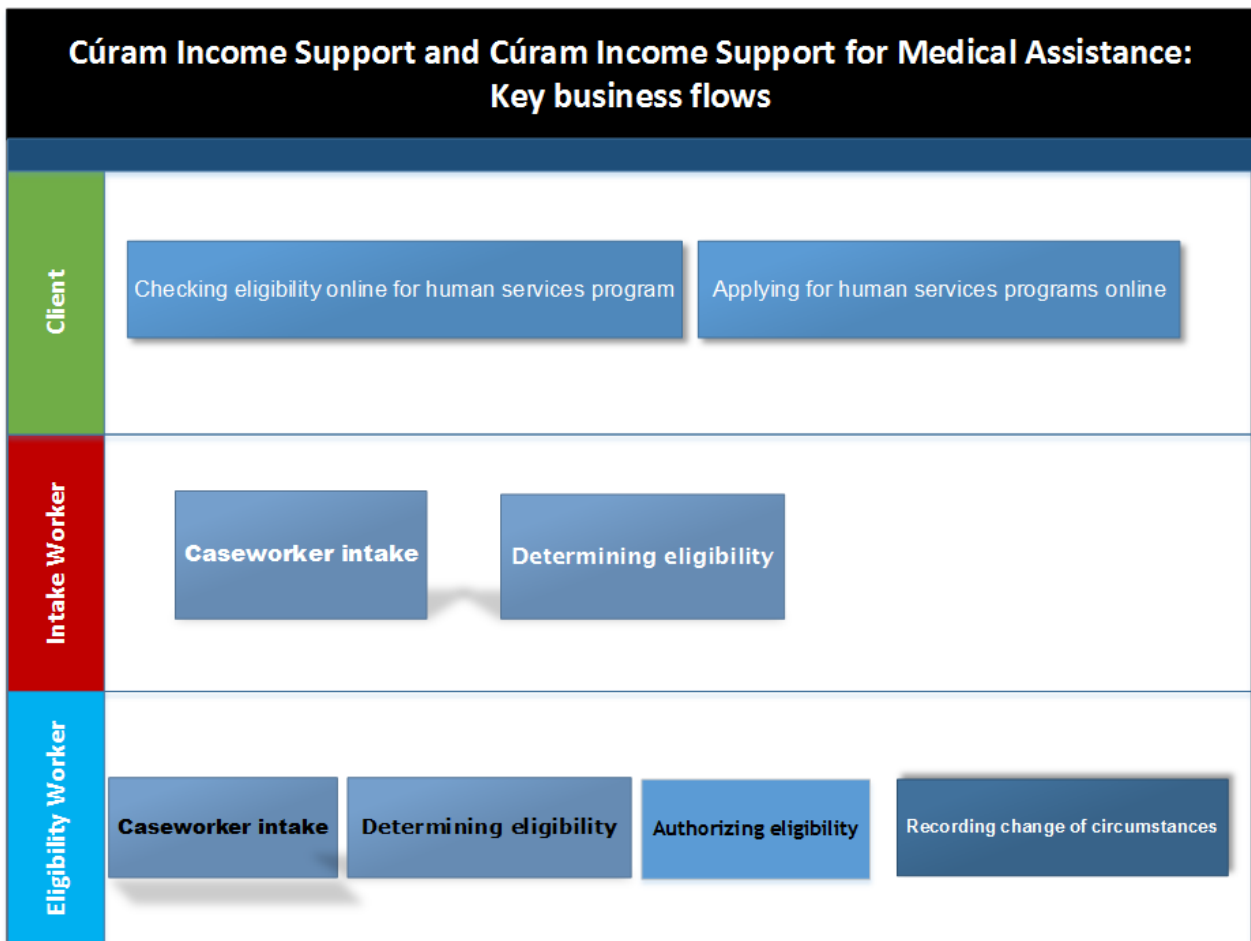 Cúram Income Support and Cúram Income Support for Medical Assistance:
Key business flows
Client
Checking eligibility online for human services program
Applying for human services programs online
Intake Worker
Caseworker intake
Determining eligibility
Eligibility Worker
Caseworker intake
Determining eligibility
Authorizing eligibility
Recording change of circumstances